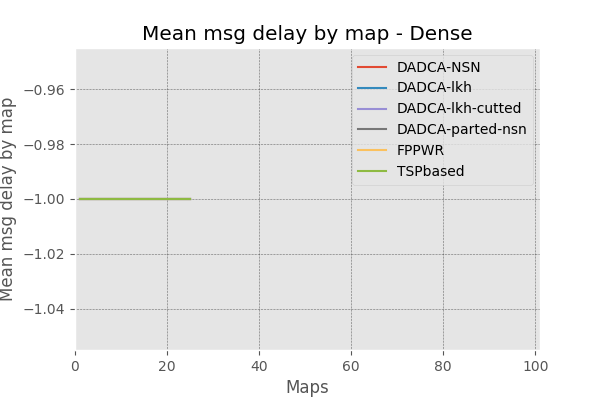 Mean msg delay by map - Dense
Mean msg delay by map
−0.96
−0.98
−1.00
−1.02
−1.04
DADCA-NSN
DADCA-lkh
DADCA-lkh-cutted
DADCA-parted-nsn
FPPWR
TSPbased
0 20 40 60 80 100
Maps